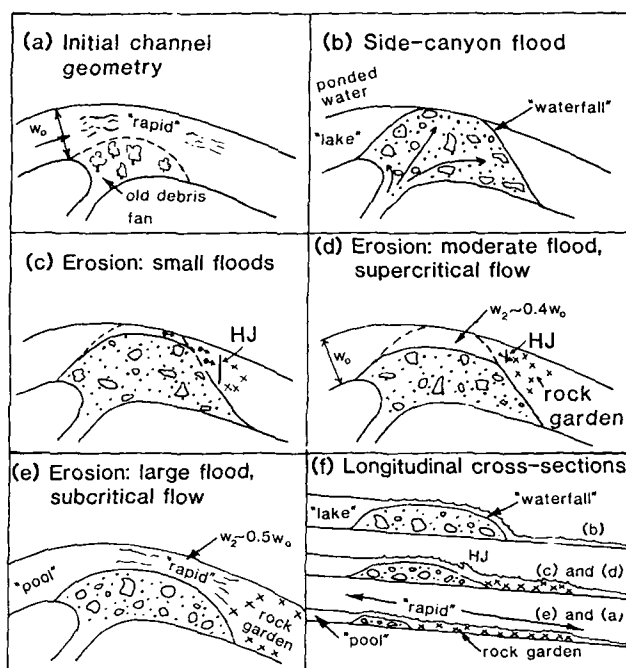 (a) Initial channel
geometry
w₀
"rapid"
old debris
fan
(b) Side-canyon flood
ponded
water
"waterfall"
"lake"
(c) Erosion: small floods
HJ
(d) Erosion: moderate flood,
supercritical flow
w₂~0.4w₀
w₀
HJ
rock
garden
(e) Erosion: large flood,
subcritical flow
w₂~0.5w₀
"pool"
"rapid"
rock
garden
(f) Longitudinal cross-sections
"lake"
"waterfall"
(b)
HJ
(c) and (d)
"rapid"
(e) and (a)
"pool"
rock garden